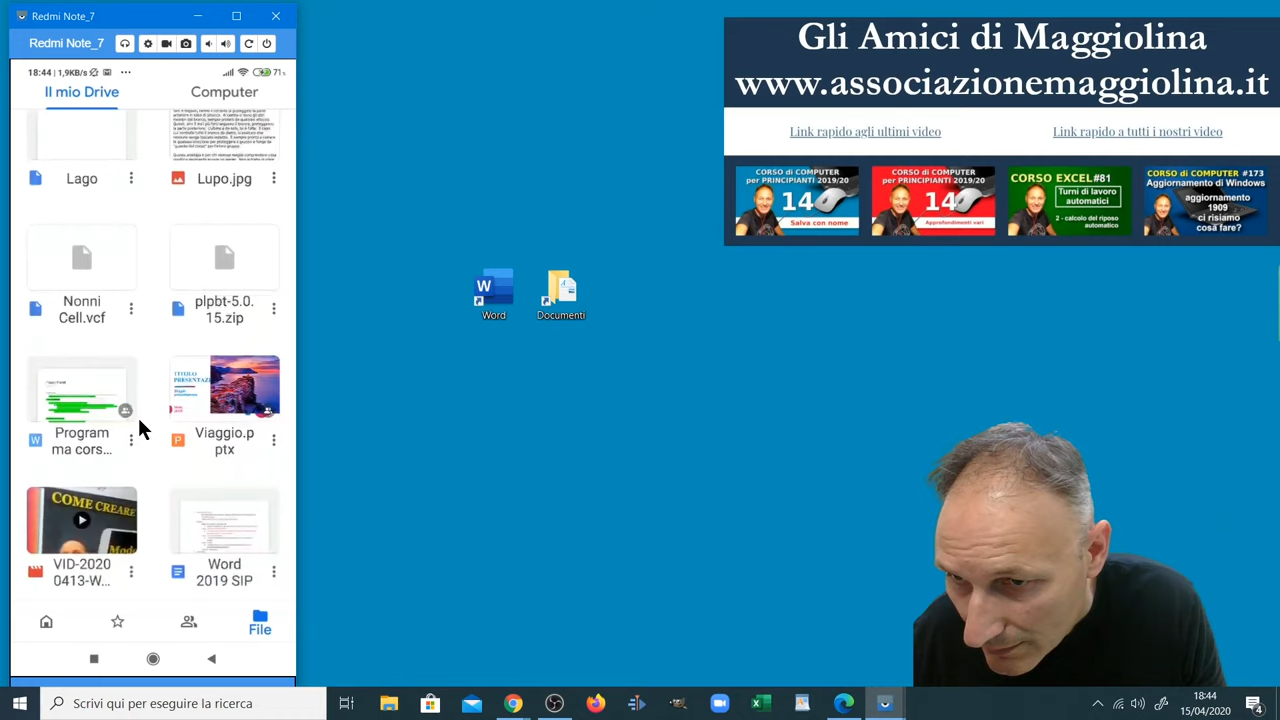 Redmi Note_7
Redmi Note_7
18:44 | 1,9KB/s
71
Il mio Drive
Computer
Lago
Lupo.jpg
Nonni
Cell.vcf
plpbt-5.0.
15.zip
TITOLO
PRESENTAZ
Program
ma cors...
Viaggio.p
ptx
COME CREARE
VID-2020
0413-W...
Word
2019 SIP
File
Word
Documenti
Gli Amici di Maggiolina
www.associazionemaggiolina.it
Link rapido agli ultimi video
Link rapido a tutti i nostri video
CORSO di COMPUTER
per PRINCIPIANTI 2019/20
14
Salva con nome
CORSO di COMPUTER
per PRINCIPIANTI 2019/20
14
Approfondimenti vari
CORSO EXCEL#81
Turni di lavoro
automatici
2 - calcolo del riposo
automatico
CORSO di COMPUTER #173
Aggiornamento di Windows
aggiornamento
1909
ci risiamo
cosa fare?
Scrivi qui per eseguire la ricerca
18:44
15/04/2020
4